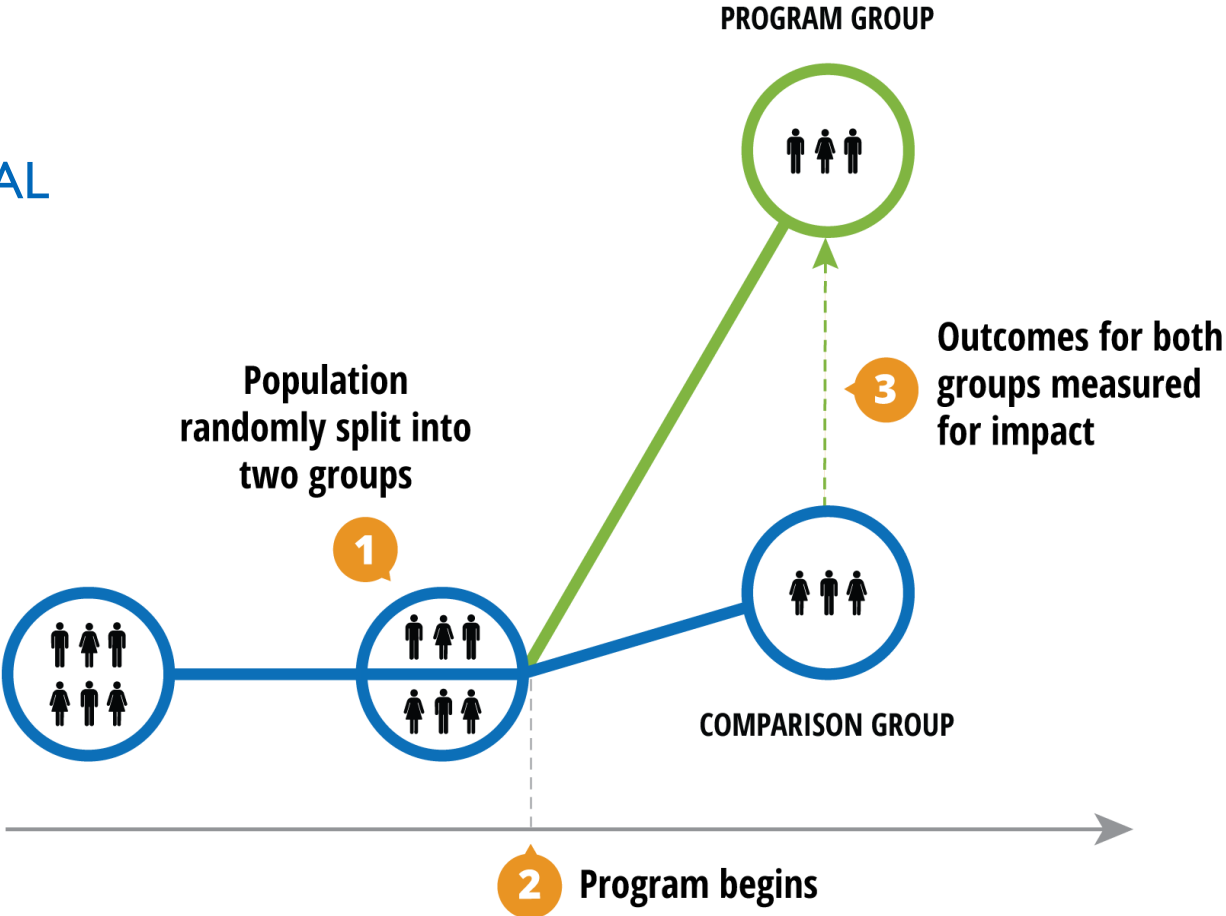 PROGRAM GROUP
AL
Population
randomly split into
two groups
1
3
Outcomes for both
groups measured
for impact
COMPARISON GROUP
2
Program begins